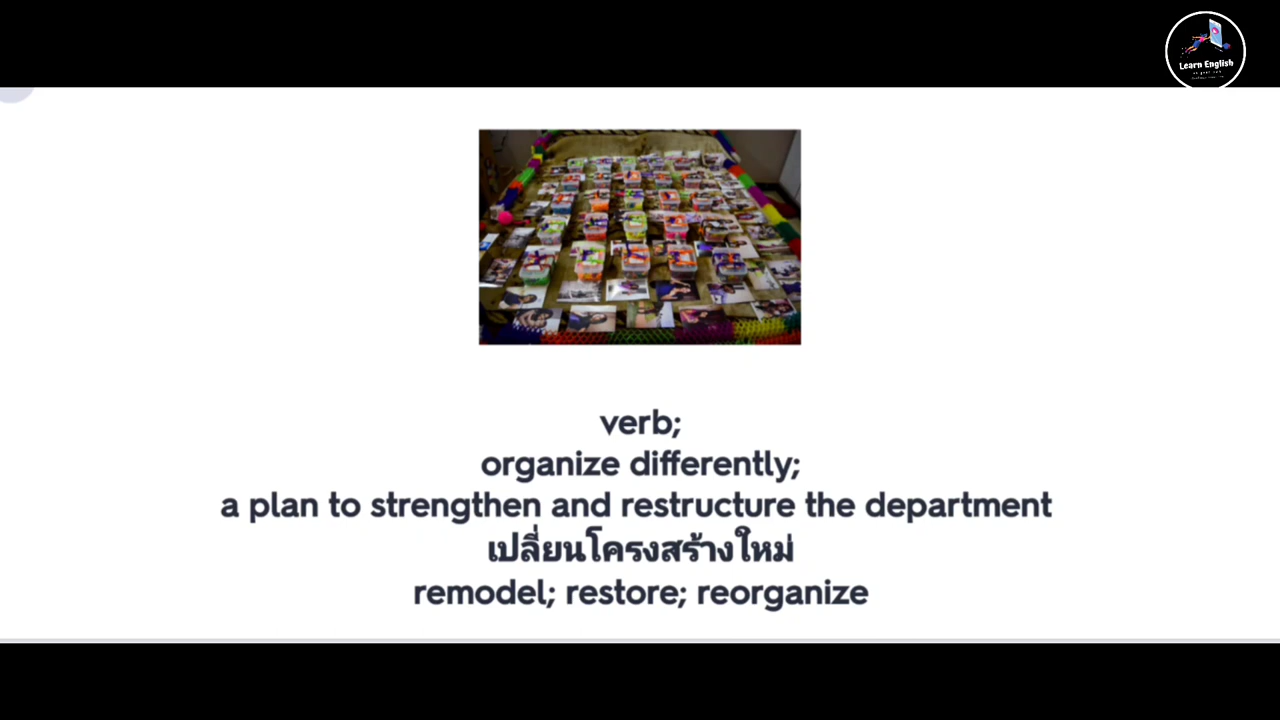 Learn English
verb;
organize differently;
a plan to strengthen and restructure the department
เปลี่ยนโครงสร้างใหม่
remodel; restore; reorganize